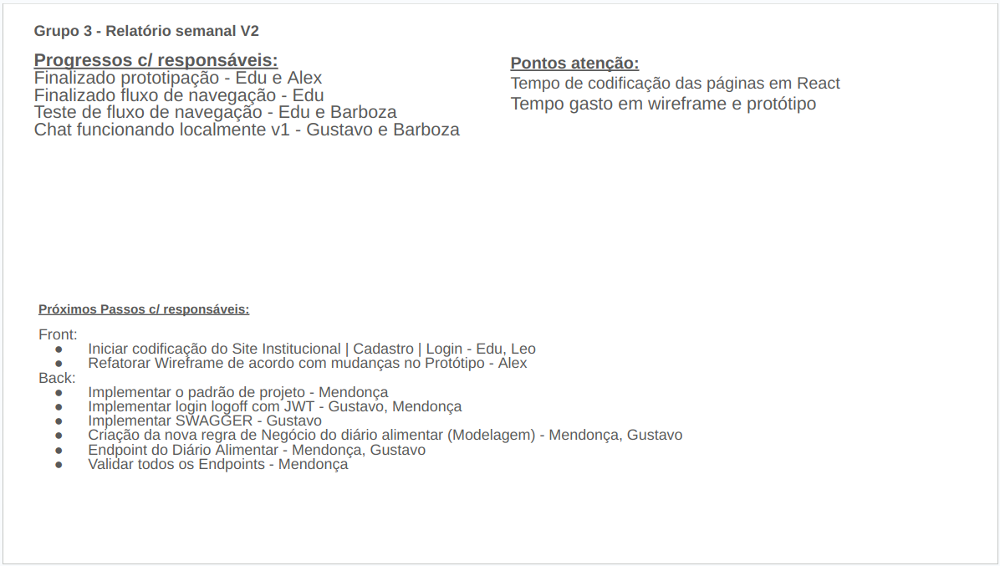 Grupo 3 - Relatório semanal V2
Progressos c/ responsáveis:
Finalizado prototipação - Edu e Alex
Finalizado fluxo de navegação - Edu
Teste de fluxo de navegação - Edu e Barboza
Chat funcionando localmente v1 - Gustavo e Barboza
Pontos atenção:
Tempo de codificação das páginas em React
Tempo gasto em wireframe e protótipo
Próximos Passos c/ responsáveis:
Front:
● Iniciar codificação do Site Institucional | Cadastro | Login - Edu, Leo
● Refatorar Wireframe de acordo com mudanças no Protótipo - Alex
Back:
● Implementar o padrão de projeto - Mendonça
● Implementar login logoff com JWT - Gustavo, Mendonça
● Implementar SWAGGER - Gustavo
● Criação da nova regra de Negócio do diário alimentar (Modelagem) - Mendonça, Gustavo
● Endpoint do Diário Alimentar - Mendonça, Gustavo
● Validar todos os Endpoints - Mendonça